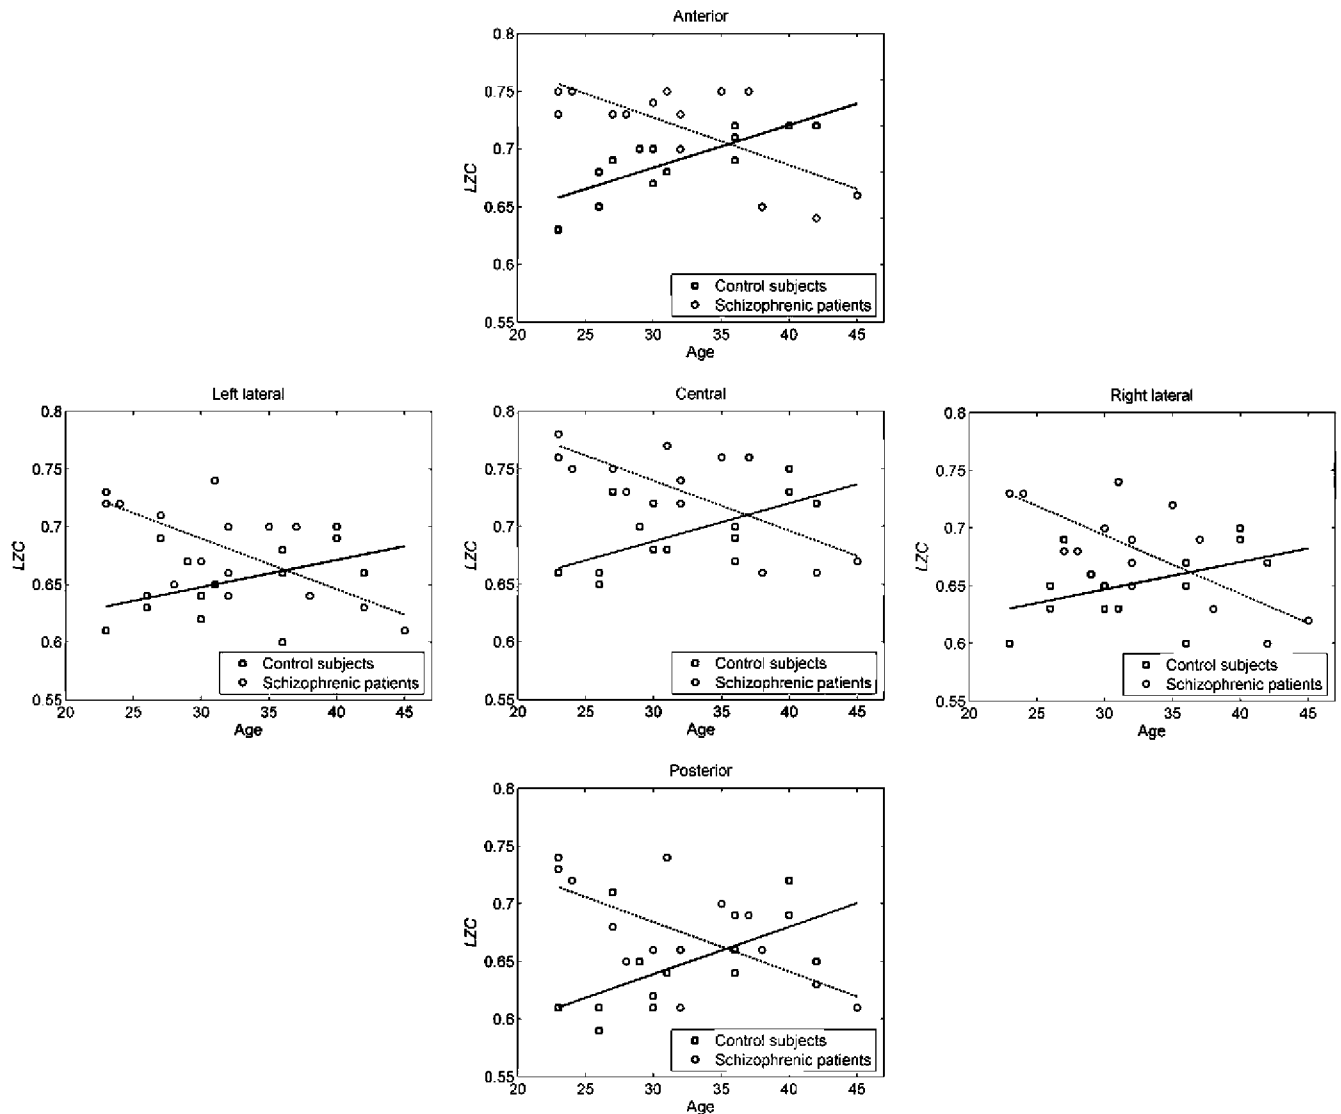 Anterior
0.8
0.75
0.7
LZC
0.65
0.6
0.55
Control subjects
Schizophrenic patients
20 25 30 35 40 45
Age
Left lateral
0.8
0.75
0.7
LZC
0.65
0.6
0.55
Control subjects
Schizophrenic patients
20 25 30 35 40 45
Age
Central
0.8
0.75
0.7
LZC
0.65
0.6
0.55
Control subjects
Schizophrenic patients
20 25 30 35 40 45
Age
Right lateral
0.8
0.75
0.7
LZC
0.65
0.6
0.55
Control subjects
Schizophrenic patients
20 25 30 35 40 45
Age
Posterior
0.8
0.75
0.7
LZC
0.65
0.6
0.55
Control subjects
Schizophrenic patients
20 25 30 35 40 45
Age